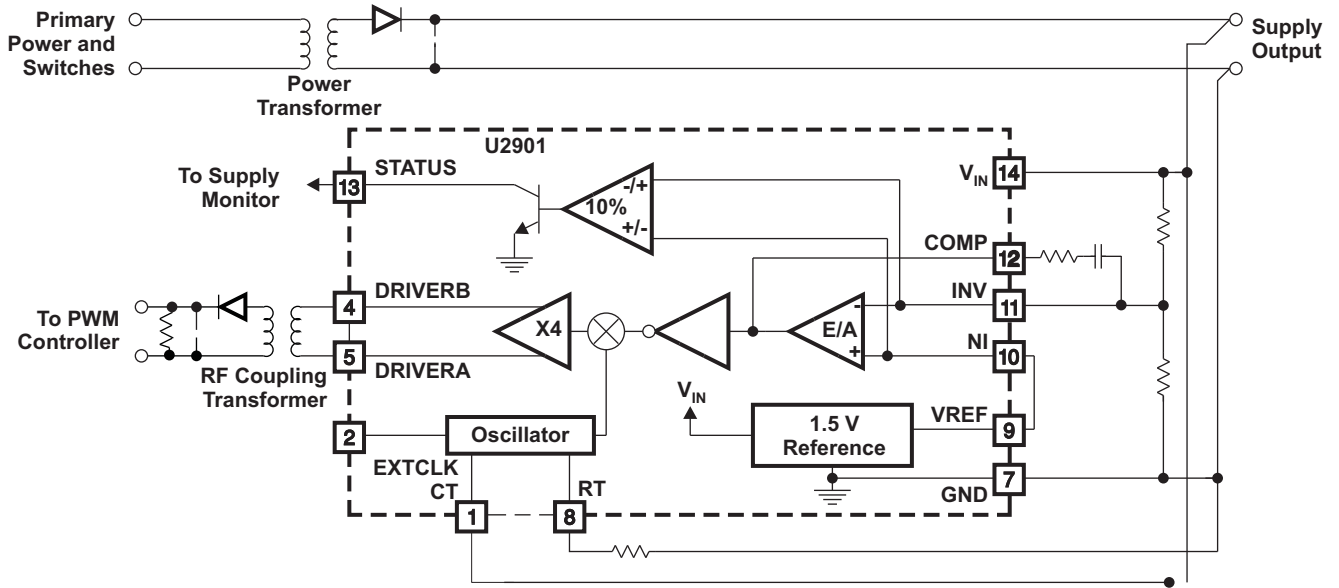 Primary
Power and
Switches
Power
Transformer
Supply
Output
U2901
To Supply
Monitor
13
STATUS
10%
-/+
+/-
VIN
14
COMP
12
INV
11
NI
10
To PWM
Controller
RF Coupling
Transformer
4
DRIVERB
5
DRIVERA
X4
E/A
-
+
VIN
1.5 V
Reference
VREF
9
GND
7
2
EXTCLK
Oscillator
CT
1
RT
8